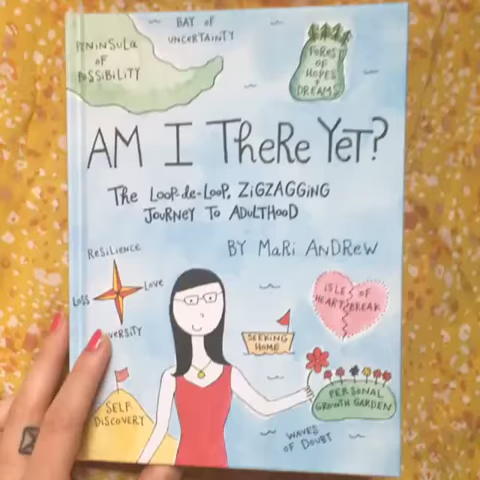 PENINSULA
OF
POSSIBILITY
BAY OF
UNCERTAINTY
FOREST
OF
HOPES
+
DREAMS
AM I THERE YET?
The LOOP-de-LOOP, ZIGZAGGING
JOURNEY TO ADULTHOOD
BY MARI ANDREW
Resilience
Loss
Love
VERSITY
ISLE OF
HEARTBREAK
SEEKING
HOME
SELF
DISCOVERY
PERSONAL
GROWTH GARDEN
WAVES
OF DOUBT